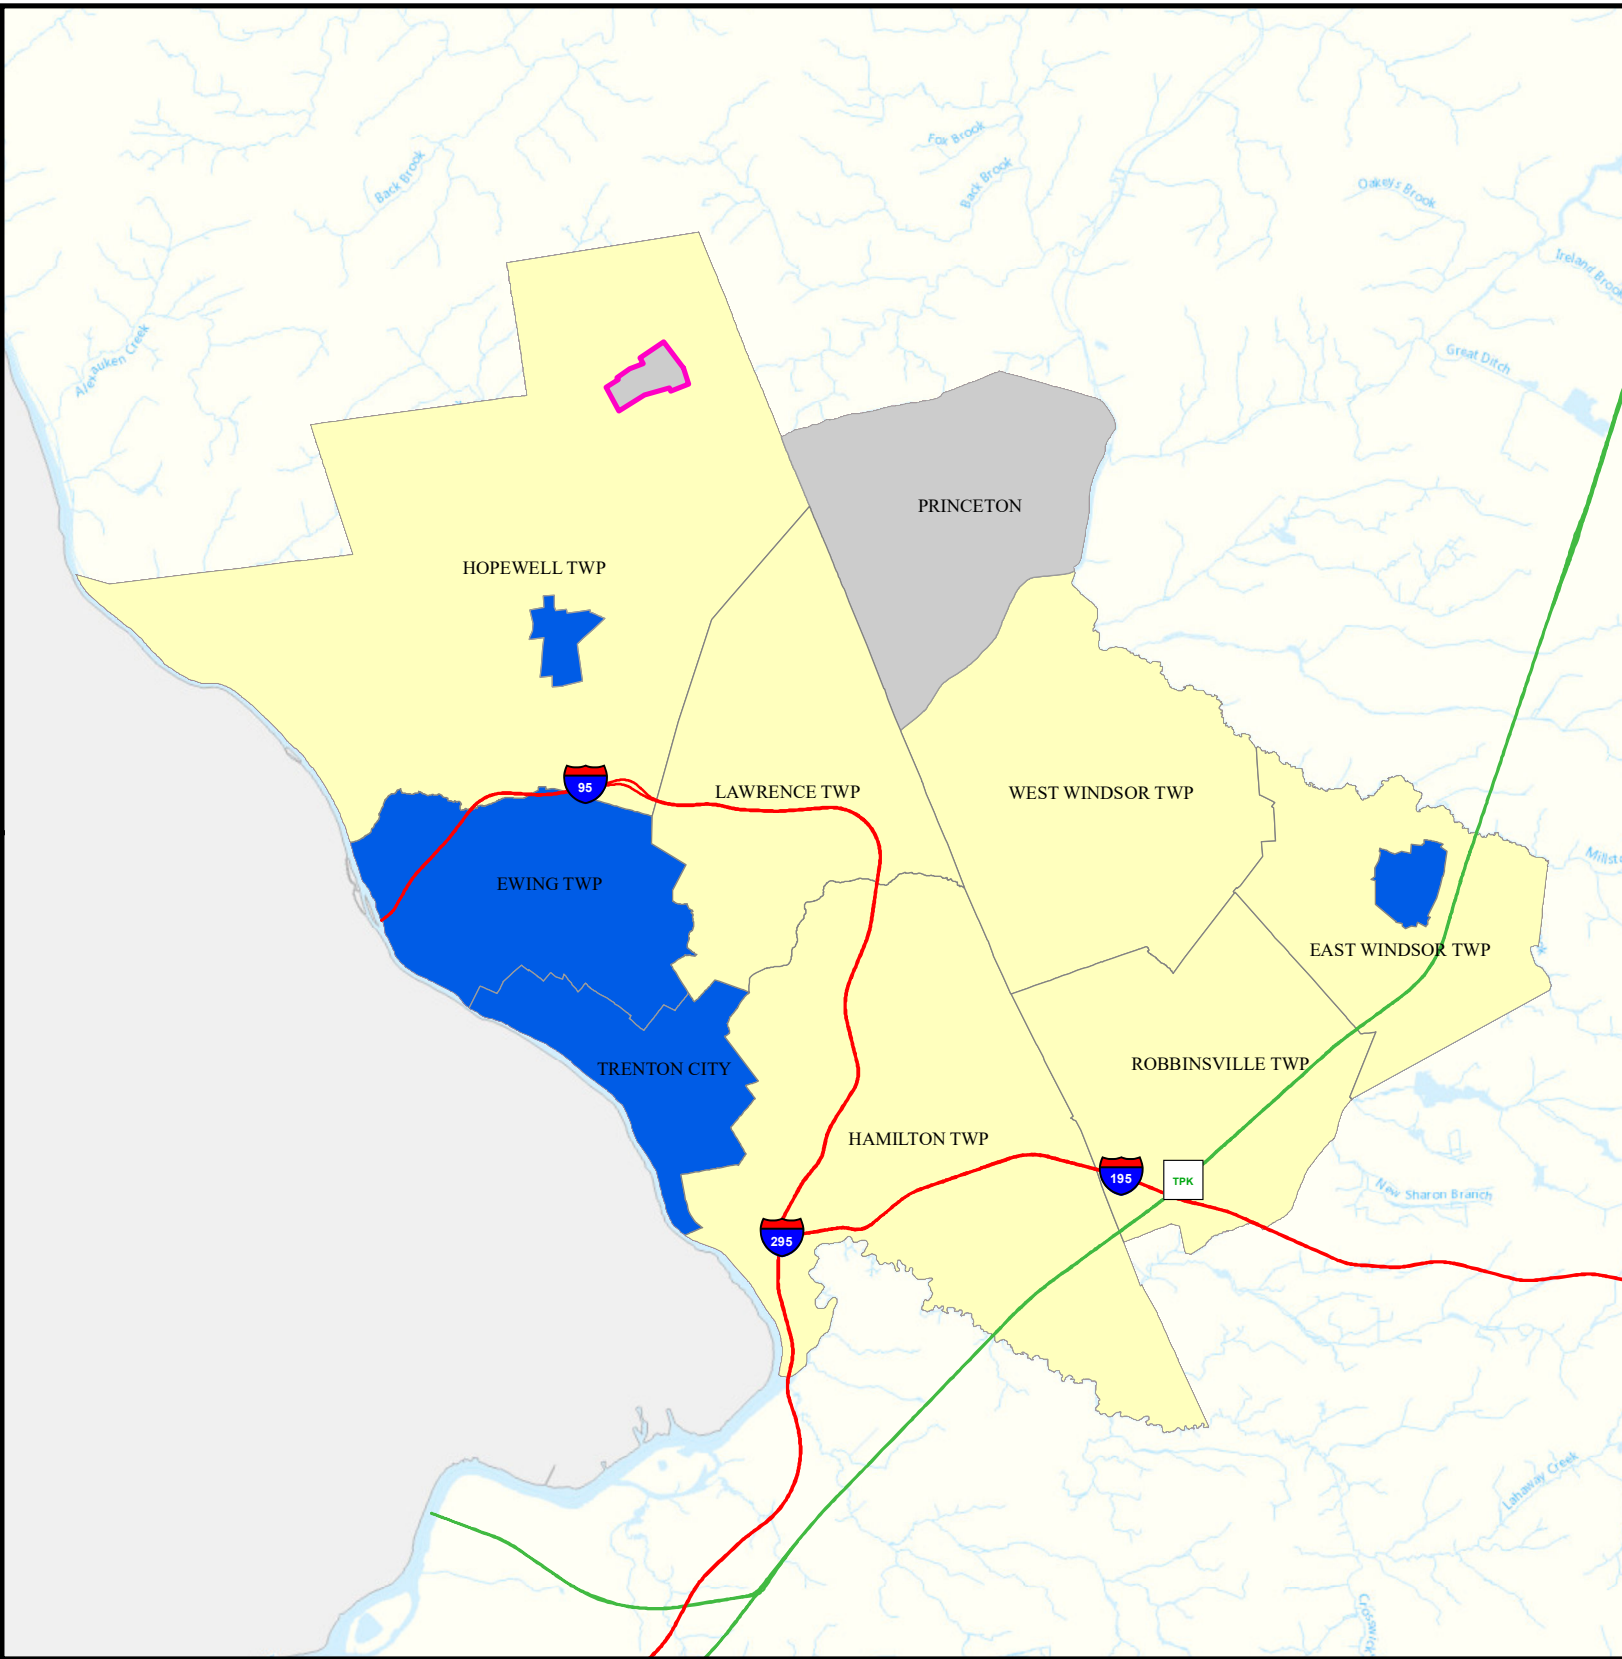 Fox Brook
Back Brook
Back Brook
Oakeys Brook
Ireland Brook
Alexauken Creek
Great Ditch
PRINCETON
HOPEWELL TWP
95
LAWRENCE TWP
WEST WINDSOR TWP
EWING TWP
EAST WINDSOR TWP
TRENTON CITY
ROBBINSVILLE TWP
HAMILTON TWP
195
TPK
New Sharon Branch
295
Lahaway Creek